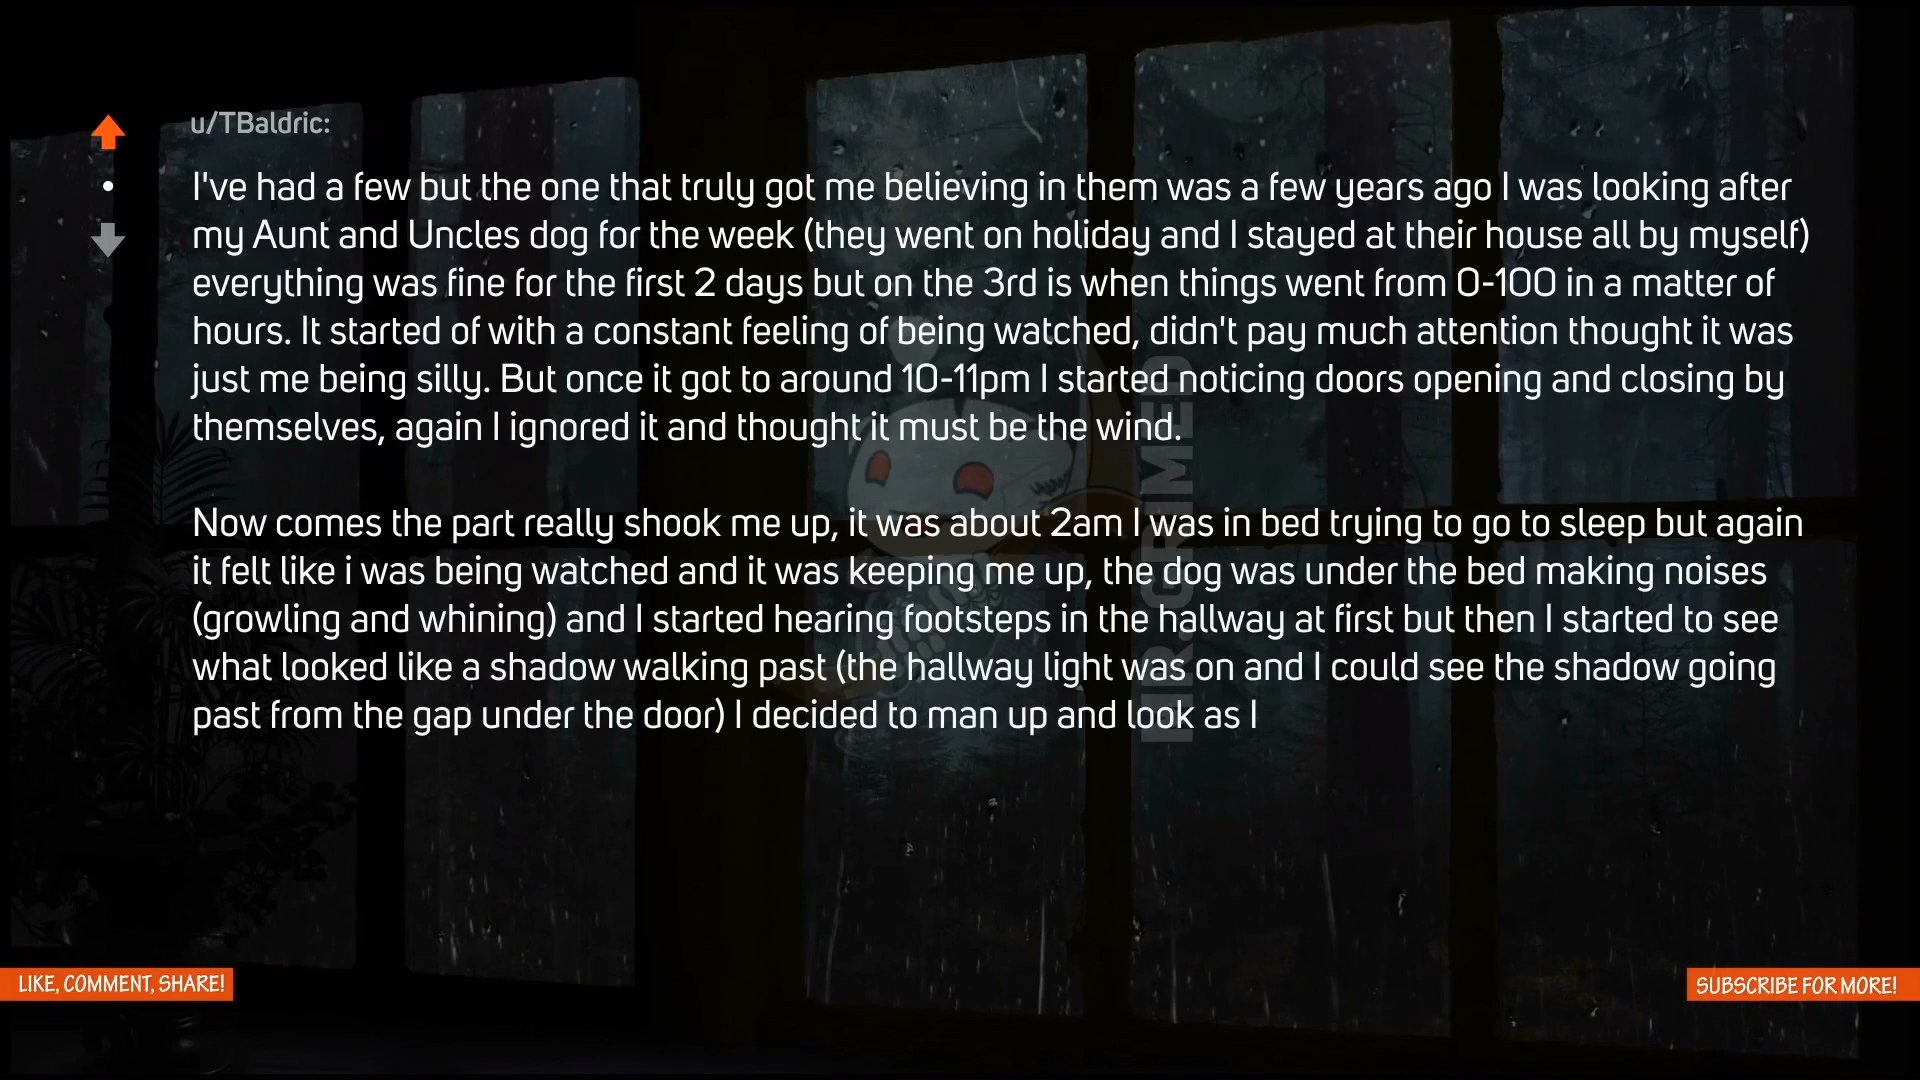 u/TBaldric:
I've had a few but the one that truly got me believing in them was a few years ago I was looking after
my Aunt and Uncles dog for the week (they went on holiday and I stayed at their house all by myself)
everything was fine for the first 2 days but on the 3rd is when things went from 0-100 in a matter of
hours. It started of with a constant feeling of being watched, didn't pay much attention thought it was
just me being silly. But once it got to around 10-11pm I started noticing doors opening and closing by
themselves, again I ignored it and thought it must be the wind.
Now comes the part really shook me up, it was about 2am I was in bed trying to go to sleep but again
it felt like i was being watched and it was keeping me up, the dog was under the bed making noises
(growling and whining) and I started hearing footsteps in the hallway at first but then I started to see
what looked like a shadow walking past (the hallway light was on and I could see the shadow going
past from the gap under the door) I decided to man up and look as I
MR.GRIMED
LIKE, COMMENT, SHARE!
SUBSCRIBE FOR MORE!